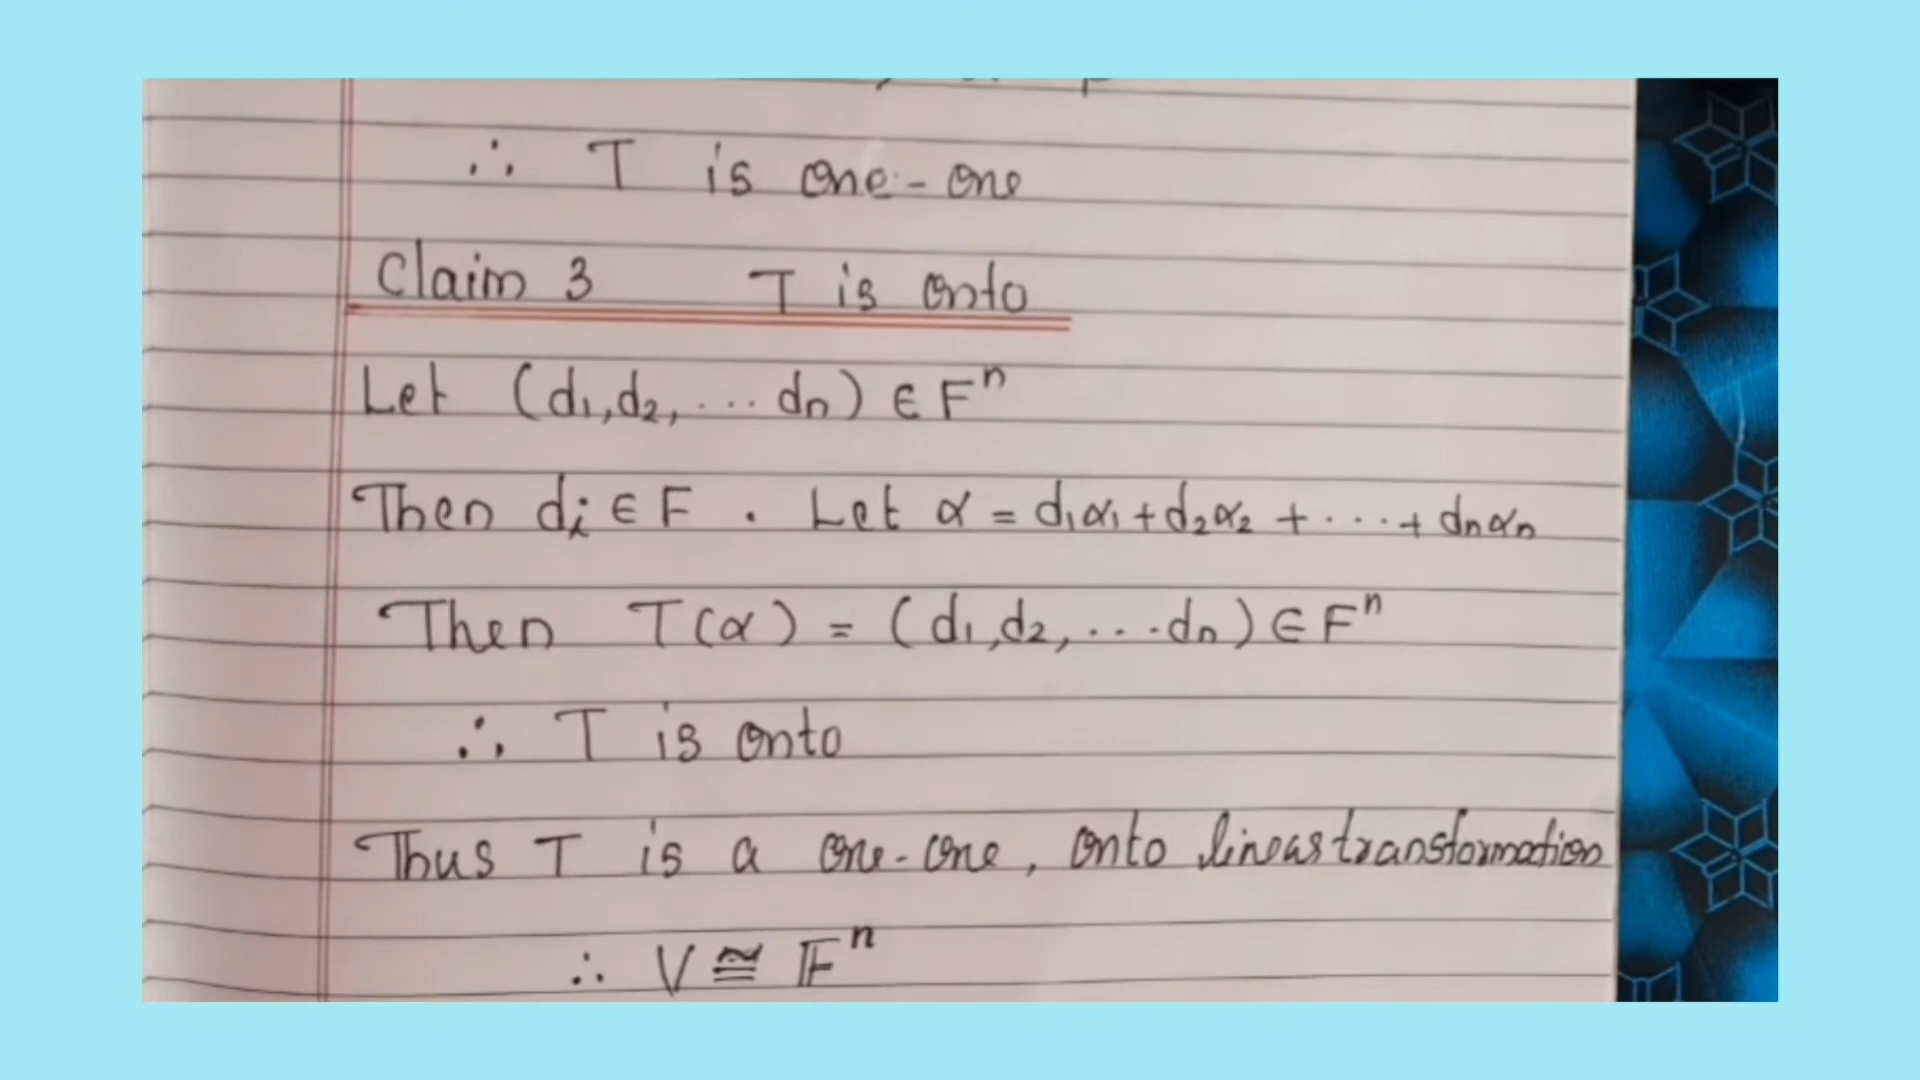 ∴ T is one-one
Claim 3 T is onto
Let (d₁,d₂, ... dₙ) ∈ Fⁿ
Then dᵢ ∈ F . Let α = d₁α₁ + d₂α₂ + ... + dₙαₙ
Then T(α) = (d₁,d₂, ... dₙ) ∈ Fⁿ
∴ T is onto
Thus T is a one-one, onto linear transformation
∴ V ≅ Fⁿ